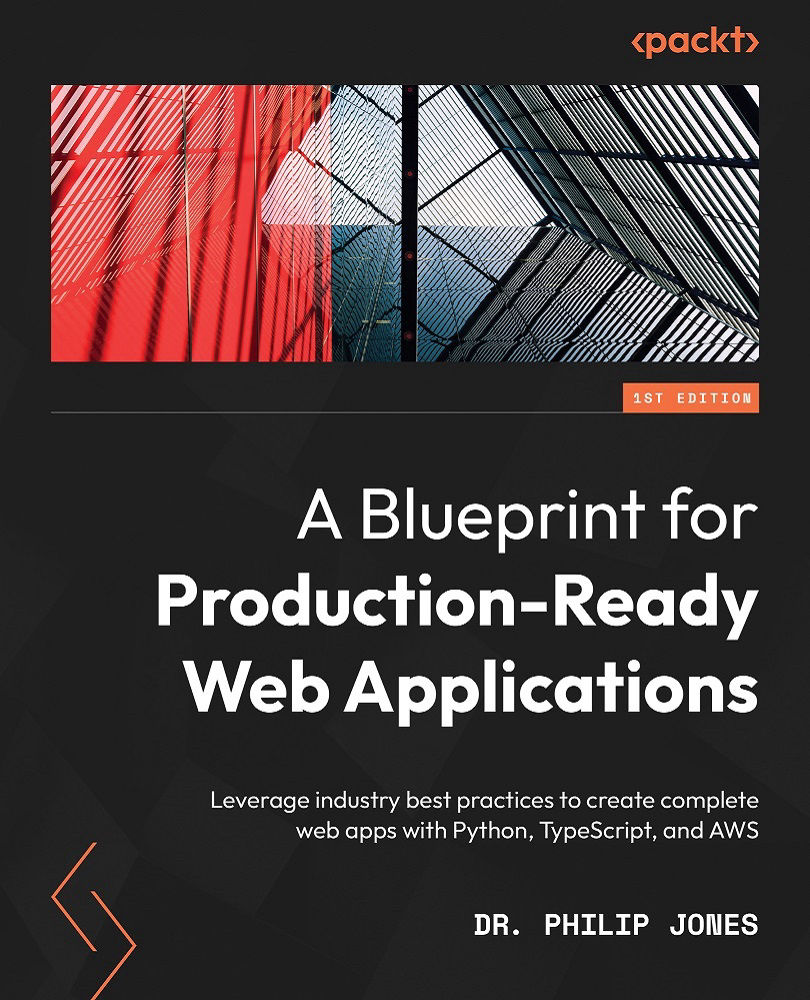 <packt>
1ST EDITION
A Blueprint for
Production-Ready
Web Applications
Leverage industry best practices to create complete
web apps with Python, TypeScript, and AWS
DR. PHILIP JONES